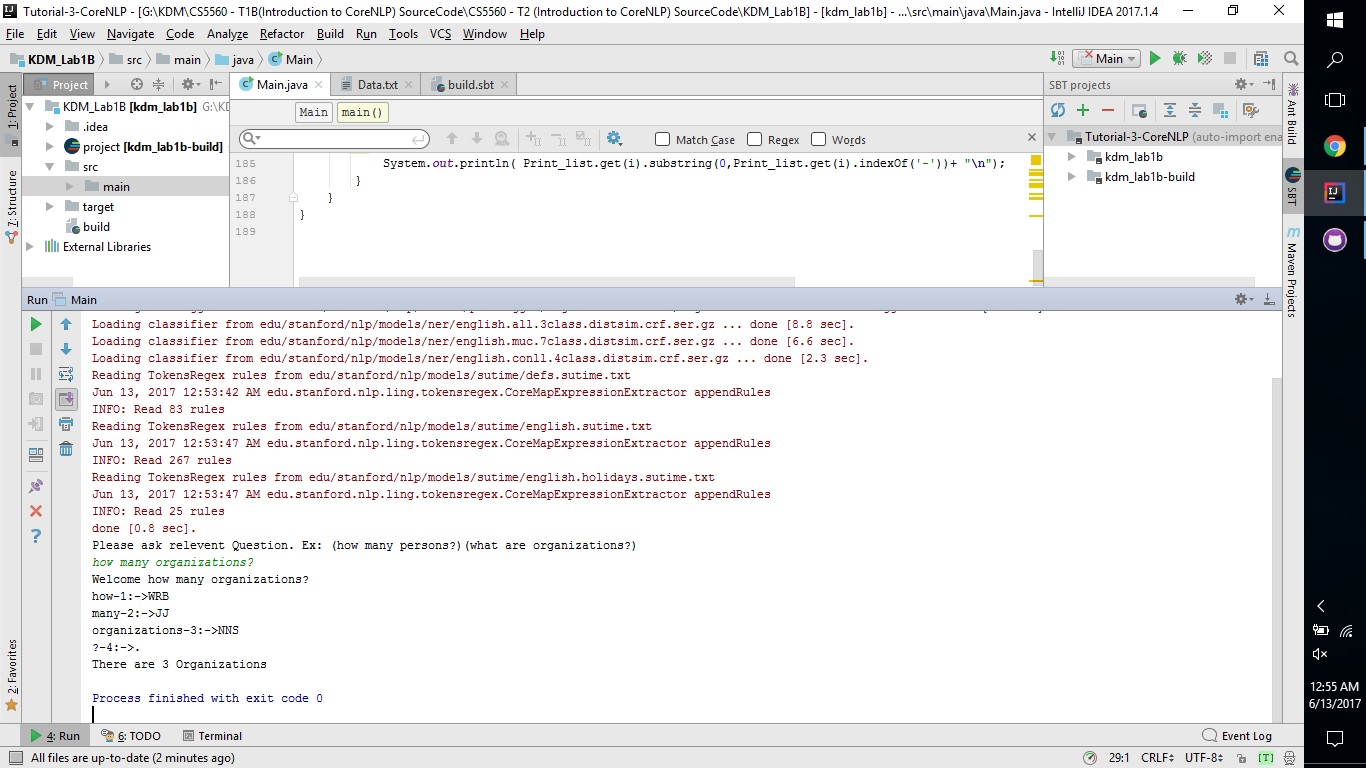 Tutorial-3-CoreNLP - [G:\KDM\CS5560 - T1B(Introduction to CoreNLP) SourceCode\CS5560 - T2 (Introduction to CoreNLP) SourceCode\KDM_Lab1B] - [kdm_lab1b] - ...\src\main\java\Main.java - IntelliJ IDEA 2017.1.4
File Edit View Navigate Code Analyze Refactor Build Run Tools VCS Window Help
KDM_Lab1B src main java Main Main
Project Main.java Data.txt build.sbt SBT projects
1: Project
7: Structure
2: Favorites
KDM_Lab1B [kdm_lab1b] G:\KD
.idea
project [kdm_lab1b-build]
src
main
target
build
External Libraries
Main main()
Match Case Regex Words
185 System.out.println( Print_list.get(i).substring(0,Print_list.get(i).indexOf('-'))+ "\n");
186 }
187 }
188 }
189
Tutorial-3-CoreNLP (auto-import ena
kdm_lab1b
kdm_lab1b-build
Ant Build
SBT
Maven Projects
Run Main
Loading classifier from edu/stanford/nlp/models/ner/english.all.3class.distsim.crf.ser.gz ... done [8.8 sec].
Loading classifier from edu/stanford/nlp/models/ner/english.muc.7class.distsim.crf.ser.gz ... done [6.6 sec].
Loading classifier from edu/stanford/nlp/models/ner/english.conll.4class.distsim.crf.ser.gz ... done [2.3 sec].
Reading TokensRegex rules from edu/stanford/nlp/models/sutime/defs.sutime.txt
Jun 13, 2017 12:53:42 AM edu.stanford.nlp.ling.tokensregex.CoreMapExpressionExtractor appendRules
INFO: Read 83 rules
Reading TokensRegex rules from edu/stanford/nlp/models/sutime/english.sutime.txt
Jun 13, 2017 12:53:47 AM edu.stanford.nlp.ling.tokensregex.CoreMapExpressionExtractor appendRules
INFO: Read 267 rules
Reading TokensRegex rules from edu/stanford/nlp/models/sutime/english.holidays.sutime.txt
Jun 13, 2017 12:53:47 AM edu.stanford.nlp.ling.tokensregex.CoreMapExpressionExtractor appendRules
INFO: Read 25 rules
done [0.8 sec].
Please ask relevent Question. Ex: (how many persons?)(what are organizations?)
how many organizations?
Welcome how many organizations?
how-1:->WRB
many-2:->JJ
organizations-3:->NNS
?-4:->.
There are 3 Organizations
Process finished with exit code 0
4: Run 6: TODO Terminal Event Log
All files are up-to-date (2 minutes ago) 29:1 CRLF UTF-8 [T]
12:55 AM
6/13/2017